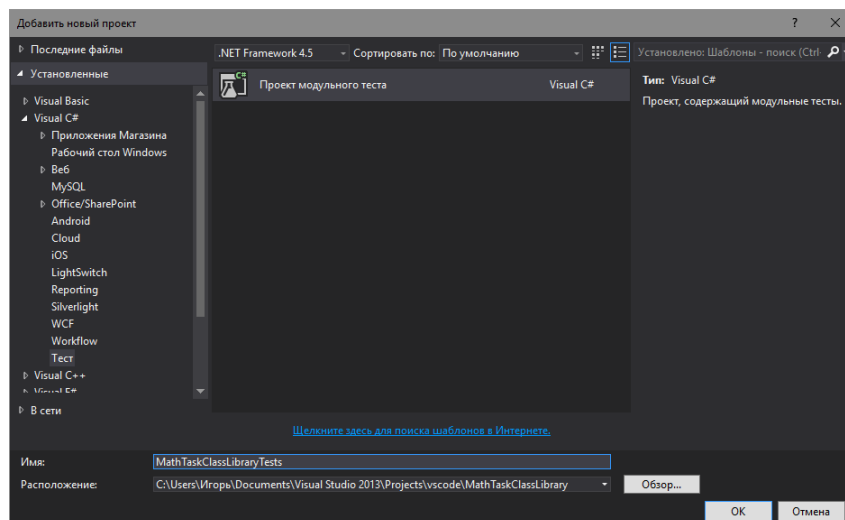 Добавить новый проект
? ×
Последние файлы
.NET Framework 4.5 Сортировать по: По умолчанию
Установлено: Шаблоны - поиск (Ctrl-
Установленные
Visual Basic
Visual C#
Приложения Магазина
Рабочий стол Windows
Веб
MySQL
Office/SharePoint
Android
Cloud
iOS
LightSwitch
Reporting
Silverlight
WCF
Workflow
Тест
Visual C++
Visual F#
В сети
C# Проект модульного теста Visual C#
Тип: Visual C#
Проект, содержащий модульные тесты.
Щелкните здесь для поиска шаблонов в Интернете.
Имя: MathTaskClassLibraryTests
Расположение: C:\Users\Игорь\Documents\Visual Studio 2013\Projects\vscode\MathTaskClassLibrary Обзор...
ОК Отмена